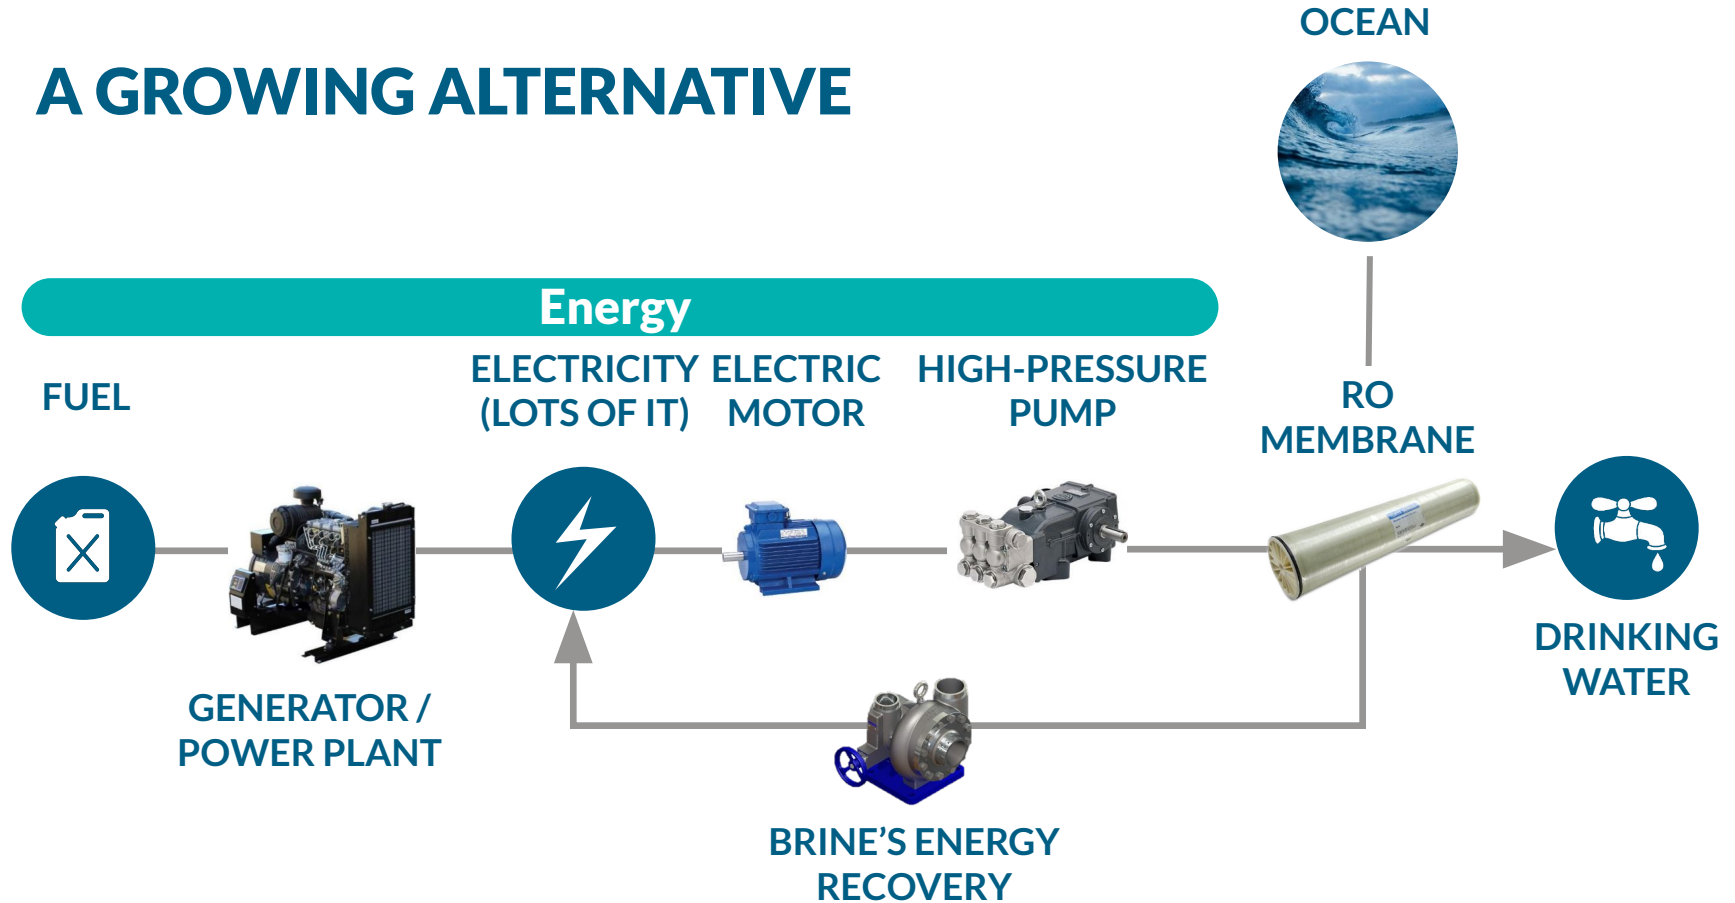 OCEAN
A GROWING ALTERNATIVE
Energy
FUEL
ELECTRICITY
(LOTS OF IT)
ELECTRIC
MOTOR
HIGH-PRESSURE
PUMP
RO
MEMBRANE
GENERATOR /
POWER PLANT
DRINKING
WATER
BRINE’S ENERGY
RECOVERY